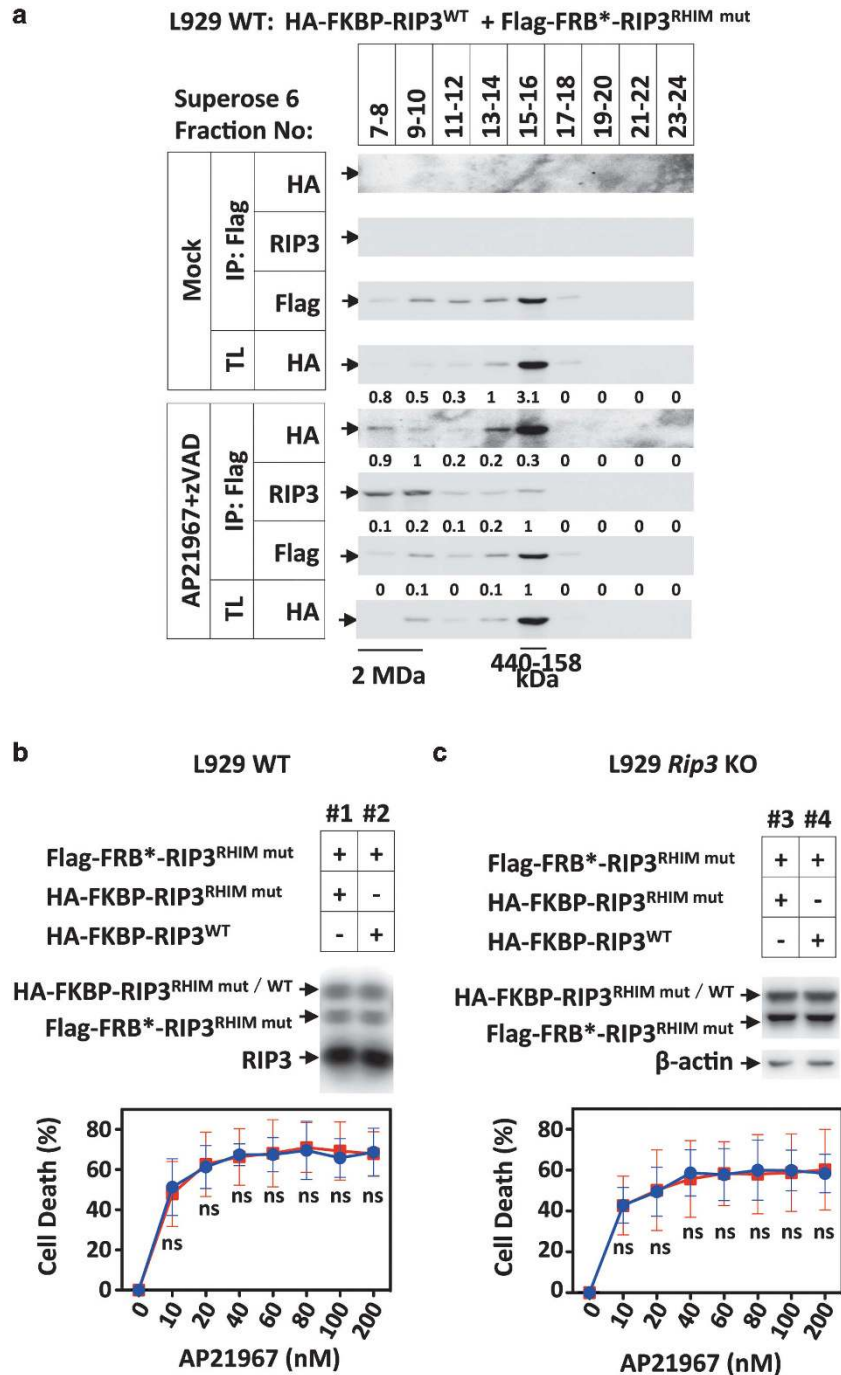 a
L929 WT: HA-FKBP-RIP3WT + Flag-FRB*-RIP3RHIM mut
Superose 6
Fraction No:
7-8 9-10 11-12 13-14 15-16 17-18 19-20 21-22 23-24
Mock
IP: Flag
HA
RIP3
Flag
TL
HA
0.8 0.5 0.3 1 3.1 0 0 0 0
AP21967+zVAD
IP: Flag
HA
0.9 1 0.2 0.2 0.3 0 0 0 0
RIP3
0.1 0.2 0.1 0.2 1 0 0 0 0
Flag
0 0.1 0 0.1 1 0 0 0 0
TL
HA
2 MDa
440-158
kDa
b
L929 WT
#1 #2
Flag-FRB*-RIP3RHIM mut + +
HA-FKBP-RIP3RHIM mut + -
HA-FKBP-RIP3WT - +
HA-FKBP-RIP3RHIM mut / WT
Flag-FRB*-RIP3RHIM mut
RIP3
Cell Death (%)
80
60
40
20
0
ns ns ns ns ns ns ns
0 10 20 40 60 80 100 200
AP21967 (nM)
c
L929 Rip3 KO
#3 #4
Flag-FRB*-RIP3RHIM mut + +
HA-FKBP-RIP3RHIM mut + -
HA-FKBP-RIP3WT - +
HA-FKBP-RIP3RHIM mut / WT
Flag-FRB*-RIP3RHIM mut
β-actin
Cell Death (%)
80
60
40
20
0
ns ns ns ns ns ns ns
0 10 20 40 60 80 100 200
AP21967 (nM)